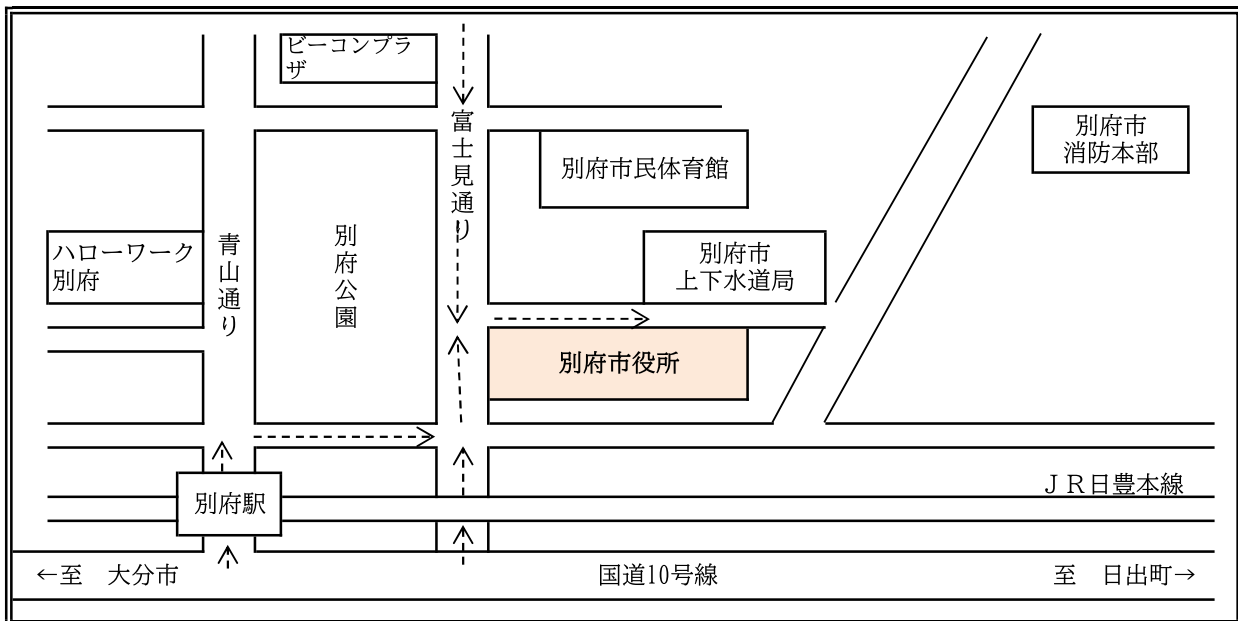 ビーコンプラ
ザ
富士見通り
別府市
消防本部
別府市民体育館
ハローワーク
別府
青山通り
別府公園
別府市
上下水道局
別府市役所
別府駅
ＪＲ日豊本線
←至　大分市
国道10号線
至　日出町→